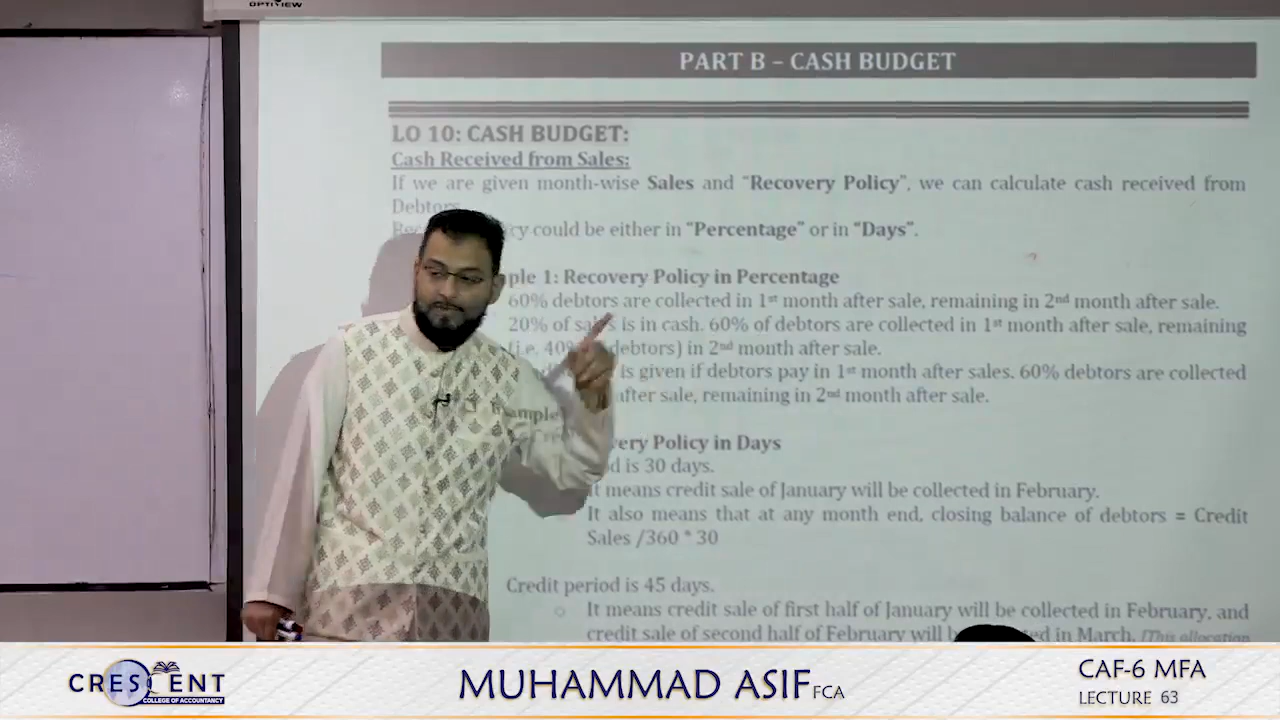 OPTIVIEW
PART B – CASH BUDGET
LO 10: CASH BUDGET:
Cash Received from Sales:
If we are given month-wise Sales and “Recovery Policy”, we can calculate cash received from
Debtors
could be either in “Percentage” or in “Days”.
ple 1: Recovery Policy in Percentage
60% debtors are collected in 1st month after sale, remaining in 2nd month after sale.
20% of sales is in cash. 60% of debtors are collected in 1st month after sale, remaining
(i.e. 40% debtors) in 2nd month after sale.
is given if debtors pay in 1st month after sales. 60% debtors are collected
after sale, remaining in 2nd month after sale.
ample
very Policy in Days
d is 30 days.
It means credit sale of January will be collected in February.
It also means that at any month end, closing balance of debtors = Credit
Sales /360 * 30
Credit period is 45 days.
o It means credit sale of first half of January will be collected in February, and
credit sale of second half of February will ed in March. [This allocation
CRESCENT
COLLEGE OF ACCOUNTANCY
MUHAMMAD ASIF FCA
CAF-6 MFA
LECTURE 63